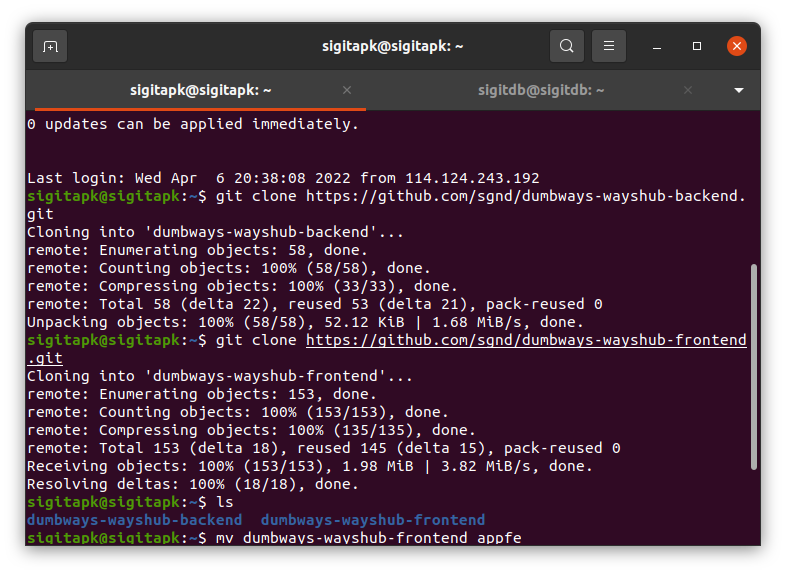 sigitapk@sigitapk: ~
sigitapk@sigitapk: ~
sigitdb@sigitdb: ~
0 updates can be applied immediately.
Last login: Wed Apr  6 20:38:08 2022 from 114.124.243.192
sigitapk@sigitapk:~$ git clone https://github.com/sgnd/dumbways-wayshub-backend.
git
Cloning into 'dumbways-wayshub-backend'...
remote: Enumerating objects: 58, done.
remote: Counting objects: 100% (58/58), done.
remote: Compressing objects: 100% (33/33), done.
remote: Total 58 (delta 22), reused 53 (delta 21), pack-reused 0
Unpacking objects: 100% (58/58), 52.12 KiB | 1.68 MiB/s, done.
sigitapk@sigitapk:~$ git clone https://github.com/sgnd/dumbways-wayshub-frontend
.git
Cloning into 'dumbways-wayshub-frontend'...
remote: Enumerating objects: 153, done.
remote: Counting objects: 100% (153/153), done.
remote: Compressing objects: 100% (135/135), done.
remote: Total 153 (delta 18), reused 145 (delta 15), pack-reused 0
Receiving objects: 100% (153/153), 1.98 MiB | 3.82 MiB/s, done.
Resolving deltas: 100% (18/18), done.
sigitapk@sigitapk:~$ ls
dumbways-wayshub-backend  dumbways-wayshub-frontend
sigitapk@sigitapk:~$ mv dumbways-wayshub-frontend appfe